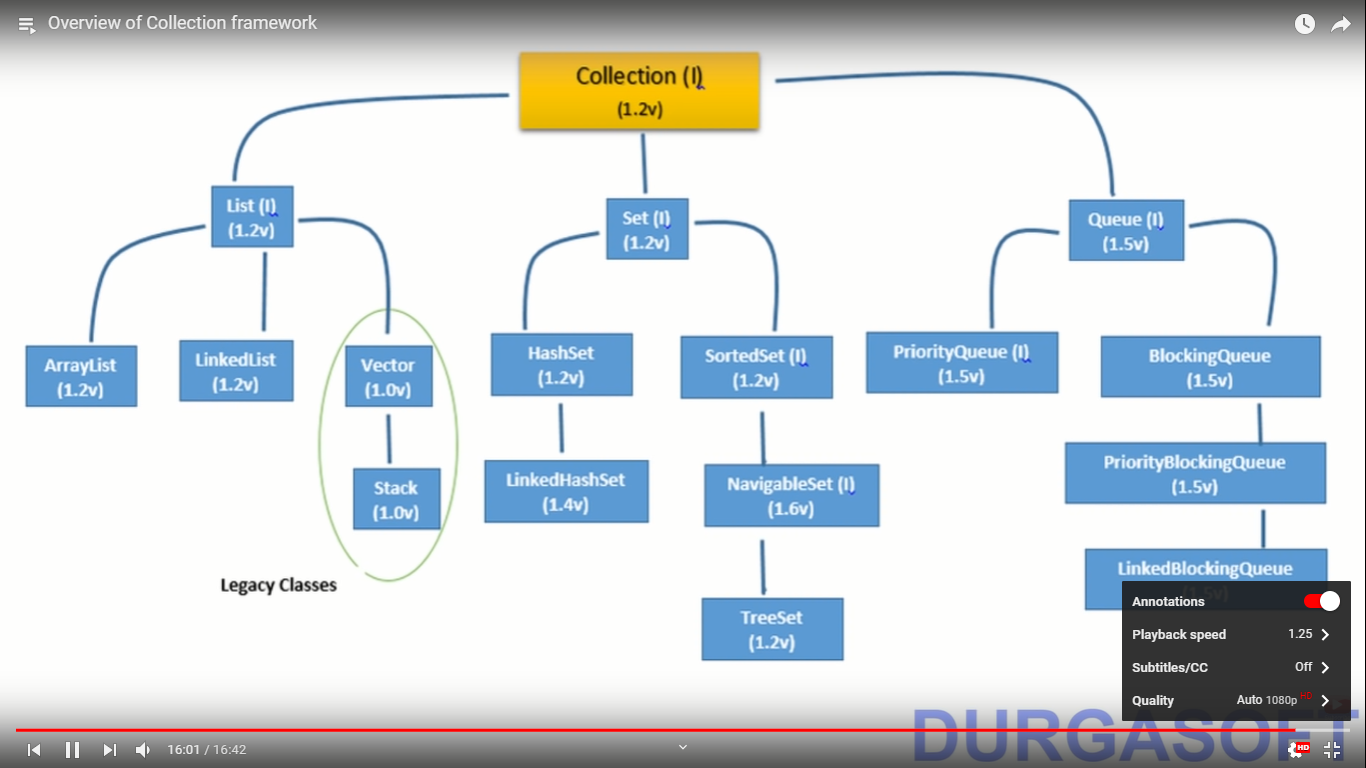 Overview of Collection framework
Collection (I)
(1.2v)
List (I)
(1.2v)
Set (I)
(1.2v)
Queue (I)
(1.5v)
ArrayList
(1.2v)
LinkedList
(1.2v)
Vector
(1.0v)
HashSet
(1.2v)
SortedSet (I)
(1.2v)
PriorityQueue (I)
(1.5v)
BlockingQueue
(1.5v)
Stack
(1.0v)
LinkedHashSet
(1.4v)
NavigableSet (I)
(1.6v)
PriorityBlockingQueue
(1.5v)
Legacy Classes
TreeSet
(1.2v)
LinkedBlockingQueue
(1.5v)
Annotations
Playback speed 1.25
Subtitles/CC Off
Quality Auto 1080p HD
DURGASOFT
16:01 / 16:42
HD